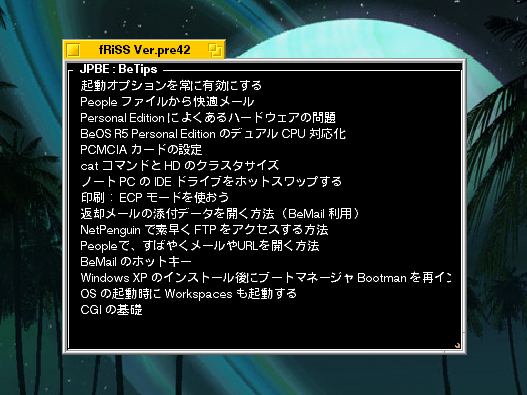 fRiSS Ver.pre42
JPBE : BeTips
起動オプションを常に有効にする
People ファイルから快適メール
Personal Edition によくあるハードウェアの問題
BeOS R5 Personal Edition のデュアル CPU 対応化
PCMCIA カードの設定
cat コマンドと HD のクラスタサイズ
ノート PC の IDE ドライブをホットスワップする
印刷： ECP モードを使おう
返却メールの添付データを開く方法（BeMail 利用）
NetPenguin で素早く FTP をアクセスする方法
Peopleで、すばやくメールやURLを開く方法
BeMail のホットキー
Windows XP のインストール後にブートマネージャ Bootman を再イン
OS の起動時に Workspaces も起動する
CGI の基礎